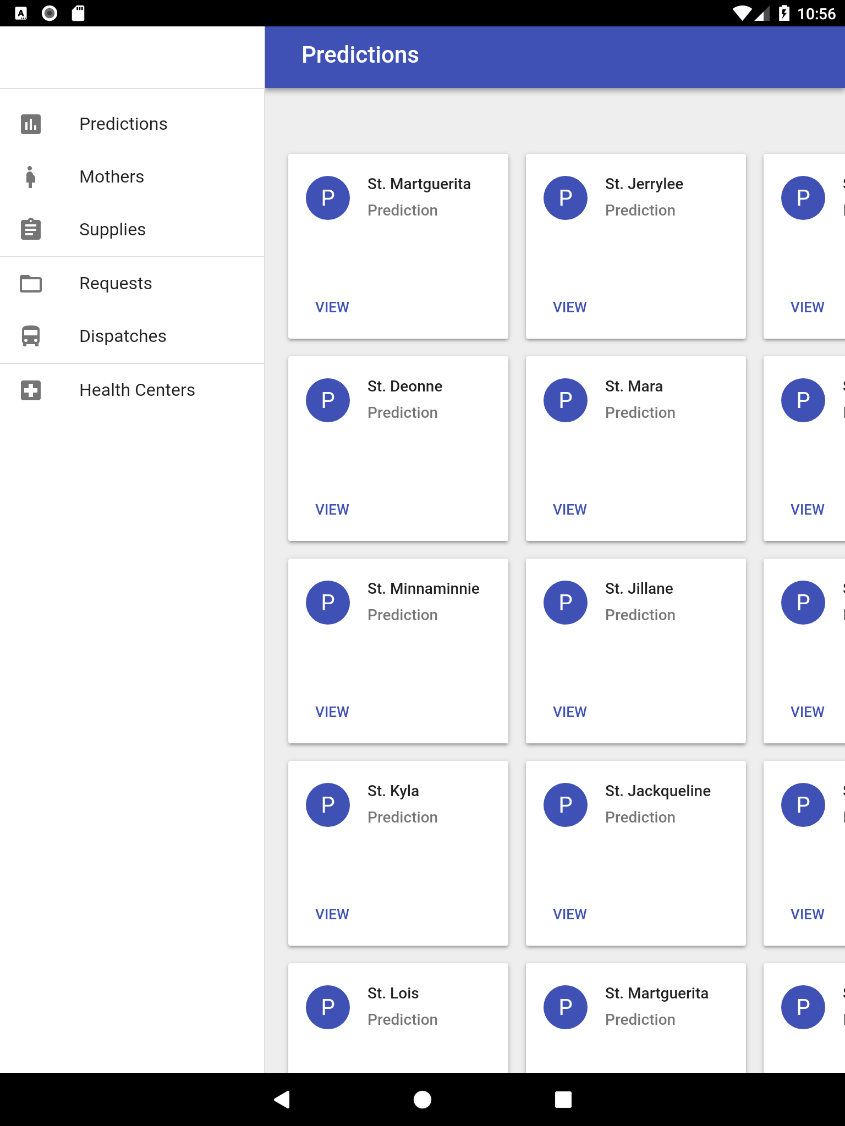 10:56
Predictions
Predictions
Mothers
Supplies
Requests
Dispatches
Health Centers
P St. Martguerita
Prediction
VIEW
P St. Jerrylee
Prediction
VIEW
P
VIEW
P St. Deonne
Prediction
VIEW
P St. Mara
Prediction
VIEW
P
VIEW
P St. Minnaminnie
Prediction
VIEW
P St. Jillane
Prediction
VIEW
P
VIEW
P St. Kyla
Prediction
VIEW
P St. Jackqueline
Prediction
VIEW
P
VIEW
P St. Lois
Prediction
P St. Martguerita
Prediction
P